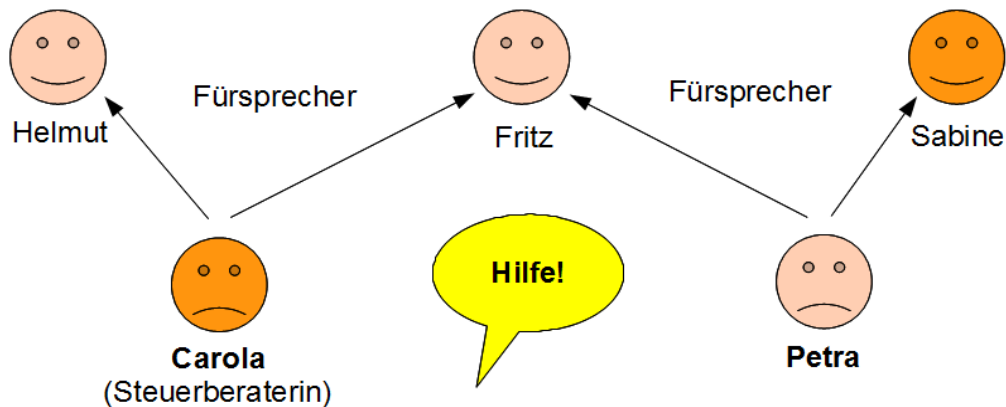 Fürsprecher
Fürsprecher
Helmut
Fritz
Sabine
Hilfe!
Carola
(Steuerberaterin)
Petra